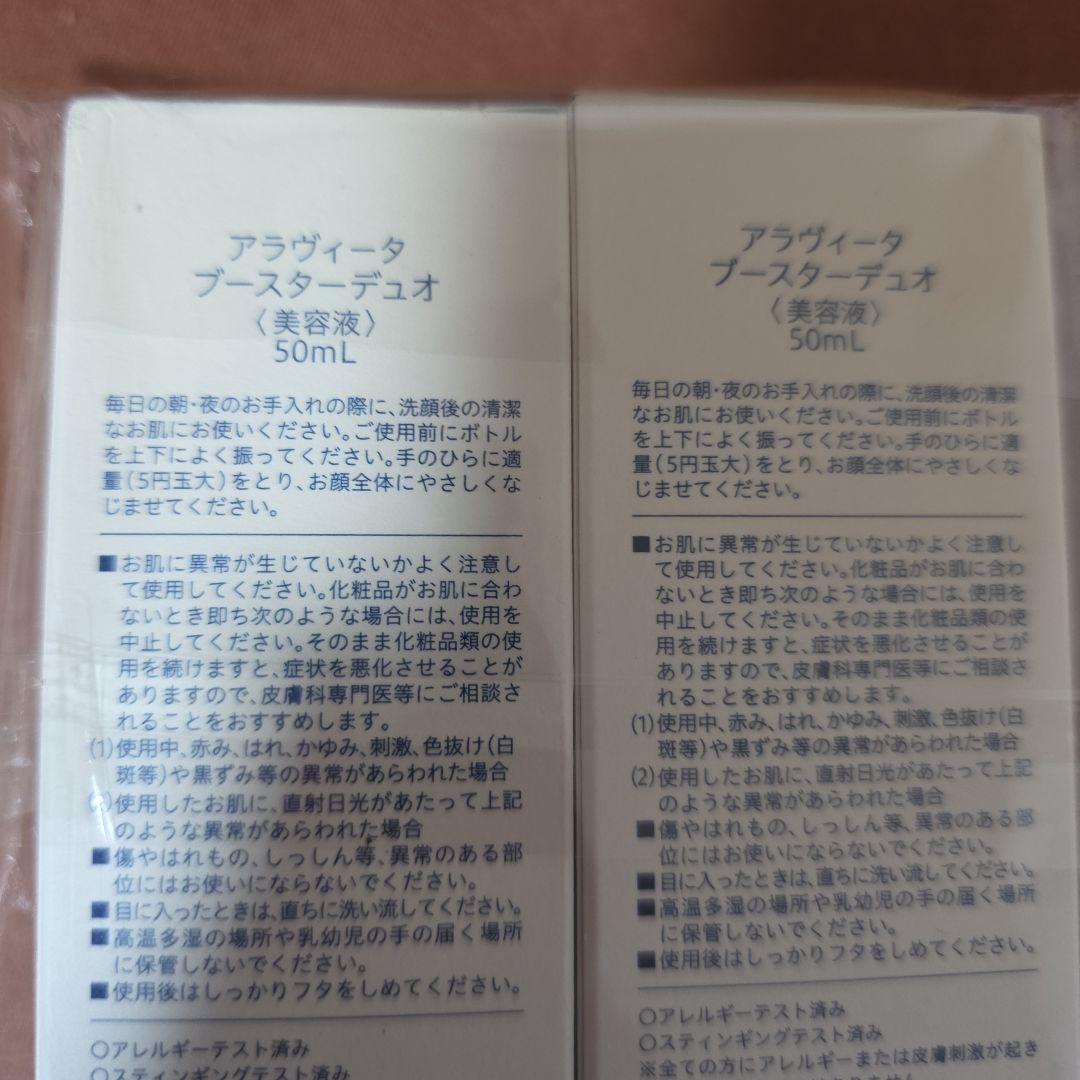 アラヴィータ
ブースターデュオ
〈美容液〉
50mL
毎日の朝・夜のお手入れの際に、洗顔後の清潔
なお肌にお使いください。ご使用前にボトル
を上下によく振ってください。手のひらに適
量(5円玉大)をとり、お顔全体にやさしくな
じませてください。
■お肌に異常が生じていないかよく注意し
て使用してください。化粧品がお肌に合わ
ないとき即ち次のような場合には、使用を
中止してください。そのまま化粧品類の使
用を続けますと、症状を悪化させることが
ありますので、皮膚科専門医等にご相談さ
れることをおすすめします。
(1)使用中、赤み、はれ、かゆみ、刺激、色抜け(白
斑等)や黒ずみ等の異常があらわれた場合
使用したお肌に、直射日光があたって上記
のような異常があらわれた場合
■傷やはれもの、しっしん等、異常のある部
位にはお使いにならないでください。
■目に入ったときは、直ちに洗い流してください。
■高温多湿の場所や乳幼児の手の届く場所
に保管しないでください。
■使用後はしっかりフタをしめてください。
○アレルギーテスト済み
○スティンギングテスト済み
アラヴィータ
ブースターデュオ
〈美容液〉
50mL
毎日の朝・夜のお手入れの際に、洗顔後の清潔
なお肌にお使いください。ご使用前にボトル
を上下によく振ってください。手のひらに適
量(5円玉大)をとり、お顔全体にやさしくな
じませてください。
■お肌に異常が生じていないかよく注意し
て使用してください。化粧品がお肌に合わ
ないとき即ち次のような場合には、使用を
中止してください。そのまま化粧品類の使
用を続けますと、症状を悪化させることが
ありますので、皮膚科専門医等にご相談さ
れることをおすすめします。
(1)使用中、赤み、はれ、かゆみ、刺激、色抜け(白
斑等)や黒ずみ等の異常があらわれた場合
(2)使用したお肌に、直射日光があたって上記
のような異常があらわれた場合
■傷やはれもの、しっしん等、異常のある部
位にはお使いにならないでください。
■目に入ったときは、直ちに洗い流してください。
■高温多湿の場所や乳幼児の手の届く場所
に保管しないでください。
■使用後はしっかりフタをしめてください。
○アレルギーテスト済み
○スティンギングテスト済み
※全ての方にアレルギーまたは皮膚刺激が起き